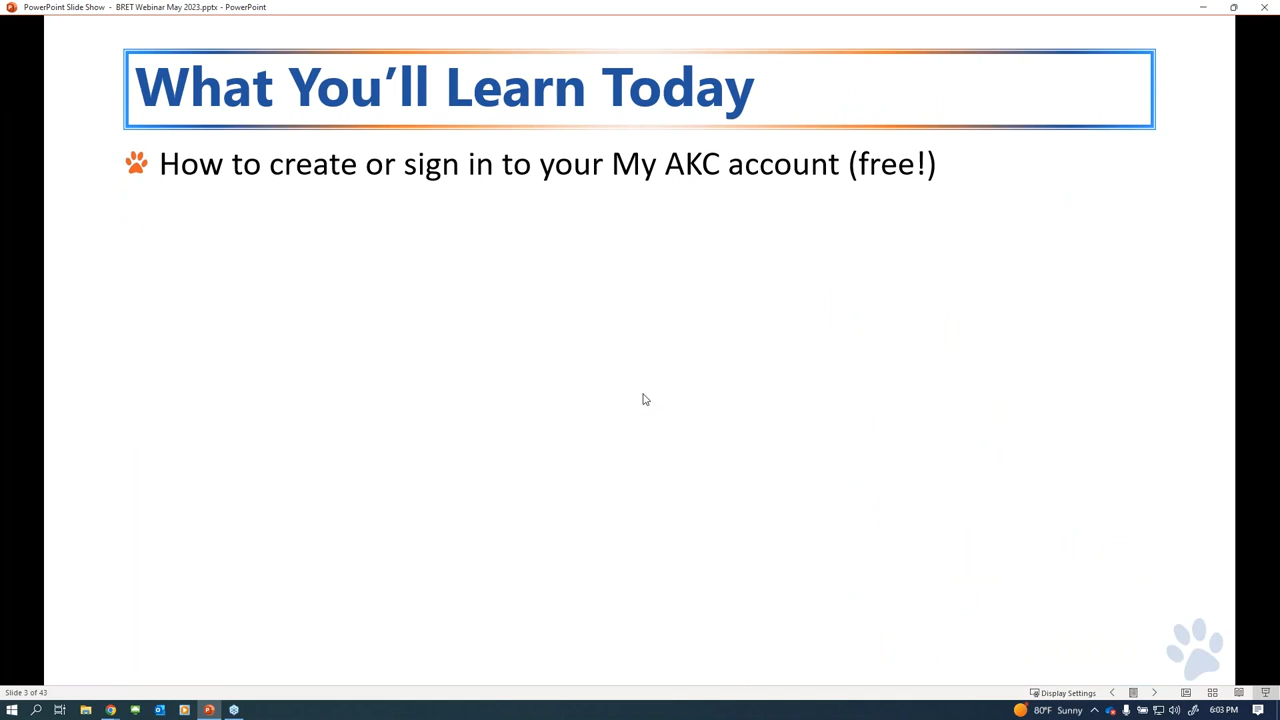 PowerPoint Slide Show - BRET Webinar May 2023.pptx - PowerPoint
What You'll Learn Today
How to create or sign in to your My AKC account (free!)
Slide 3 of 43
Display Settings
80°F Sunny
6:03 PM